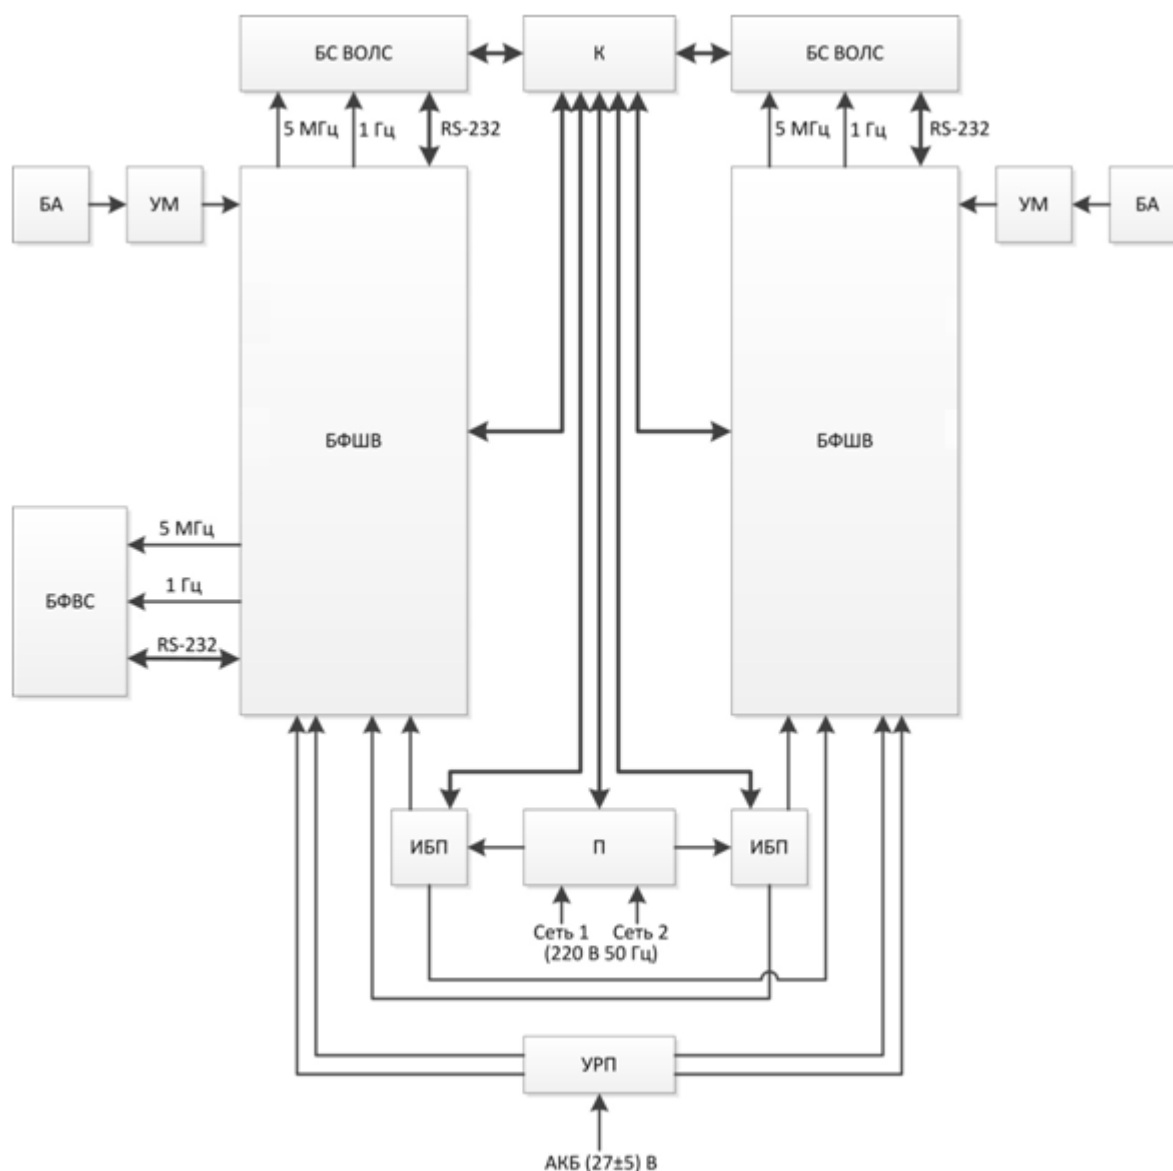 БС ВОЛС
К
БС ВОЛС
5 МГц
1 Гц
RS-232
5 МГц
1 Гц
RS-232
БА
УМ
УМ
БА
БФШВ
БФШВ
5 МГц
1 Гц
БФВС
RS-232
ИБП
П
ИБП
Сеть 1
Сеть 2
(220 В 50 Гц)
УРП
АКБ (27±5) В